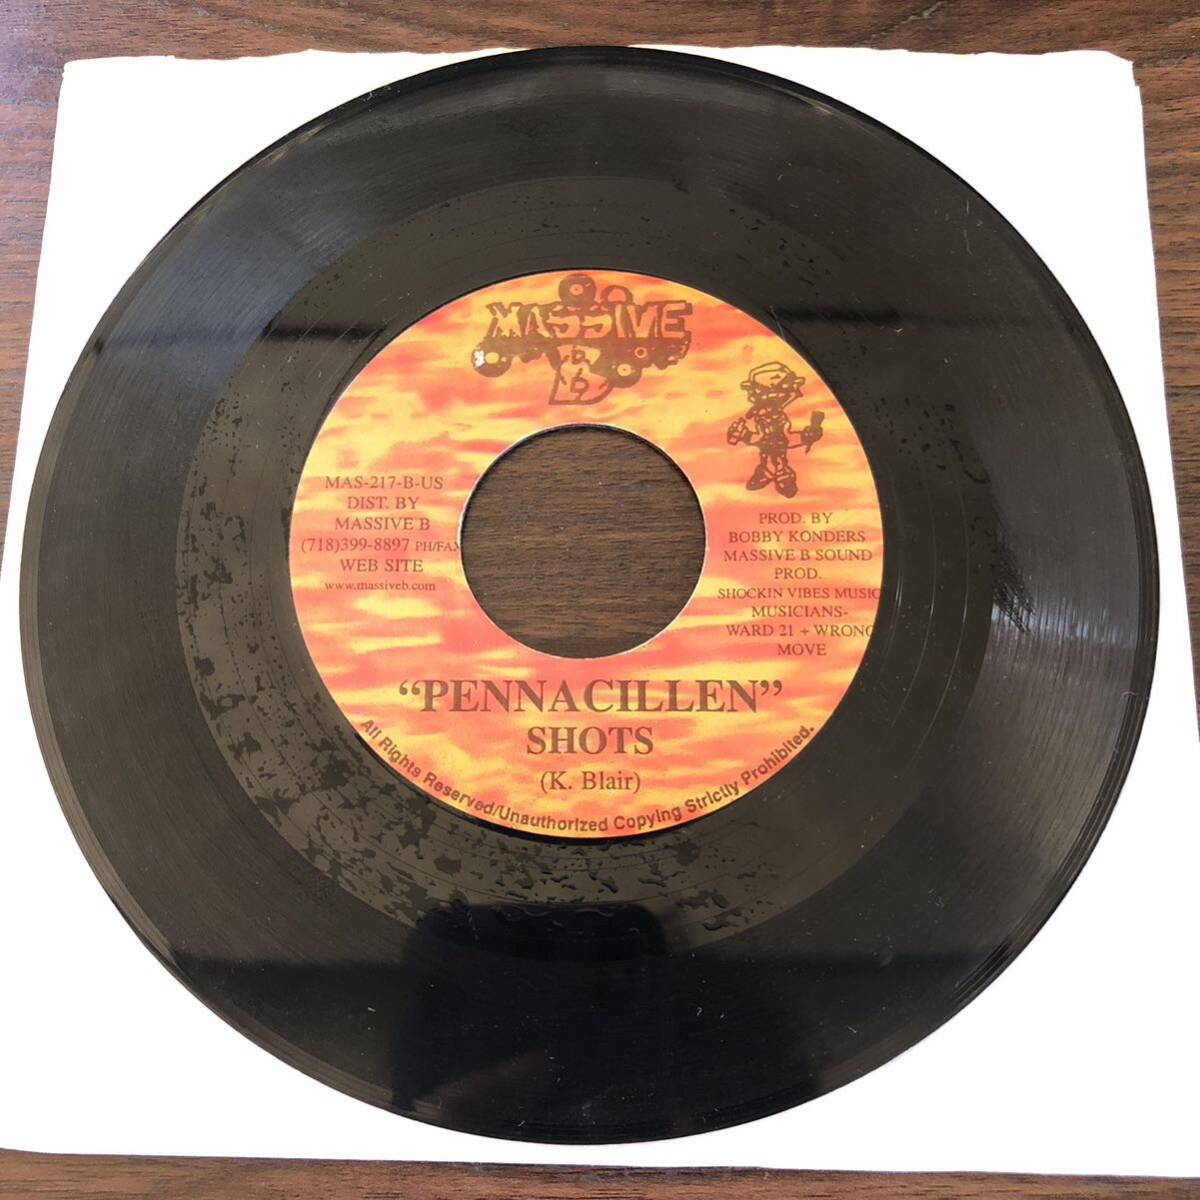 MASSIVE
B
MAS-217-B-US
DIST. BY
MASSIVE B
(718)399-8897 PH/FAX
WEB SITE
www.massiveb.com
PROD. BY
BOBBY KONDERS
MASSIVE B SOUND
PROD.
SHOCKIN VIBES MUSIC
MUSICIANS-
WARD 21 + WRONG
MOVE
“PENNACILLEN”
SHOTS
(K. Blair)
All Rights Reserved/Unauthorized Copying Strictly Prohibited.